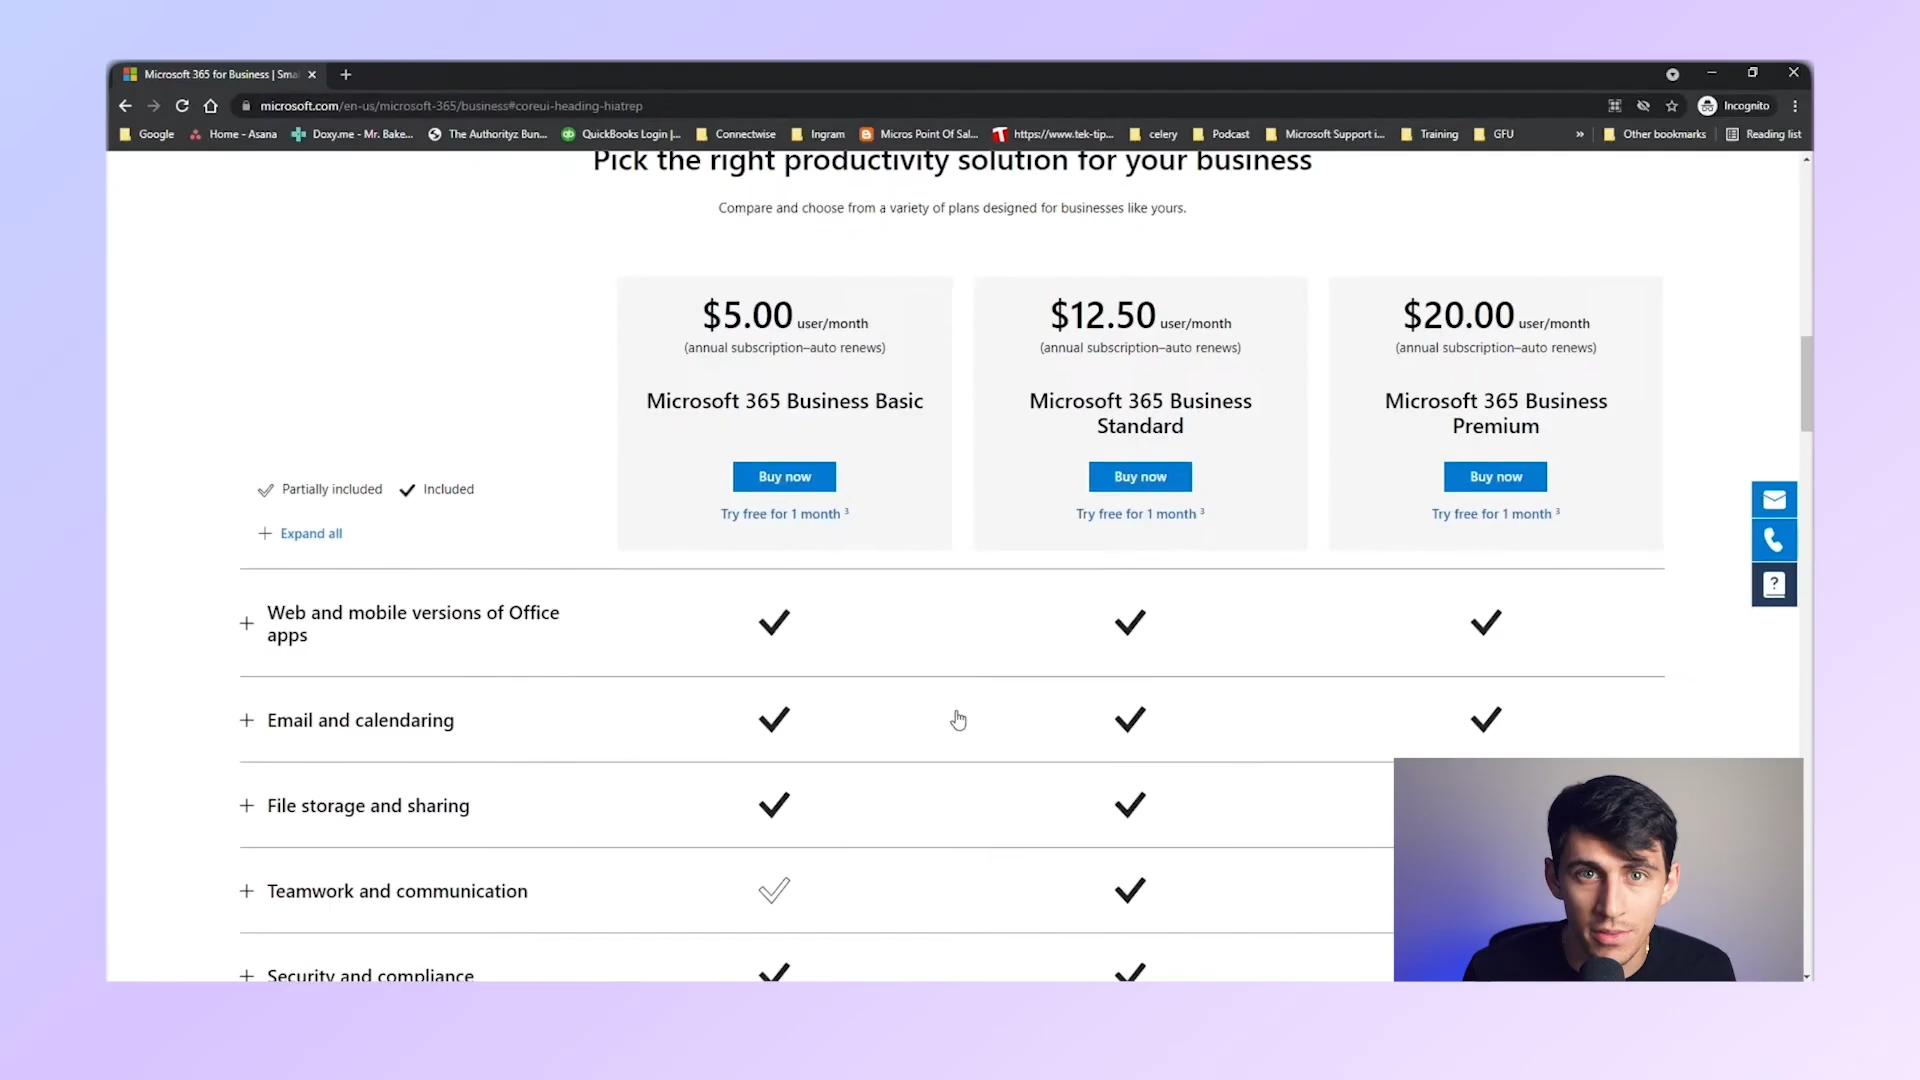 Microsoft 365 for Business | Sma
microsoft.com/en-us/microsoft-365/business#coreui-heading-hiatrep
Incognito
Google
Home - Asana
Doxy.me - Mr. Bake...
The Authorityz Bun...
QuickBooks Login |...
Connectwise
Ingram
Micros Point Of Sal...
https://www.tek-tip...
celery
Podcast
Microsoft Support i...
Training
GFU
»
Other bookmarks
Reading list
Pick the right productivity solution for your business
Compare and choose from a variety of plans designed for businesses like yours.
$5.00 user/month
(annual subscription–auto renews)
Microsoft 365 Business Basic
Buy now
Try free for 1 month ³
$12.50 user/month
(annual subscription–auto renews)
Microsoft 365 Business
Standard
Buy now
Try free for 1 month ³
$20.00 user/month
(annual subscription–auto renews)
Microsoft 365 Business
Premium
Buy now
Try free for 1 month ³
Partially included
Included
Expand all
Web and mobile versions of Office
apps
Email and calendaring
File storage and sharing
Teamwork and communication
Security and compliance